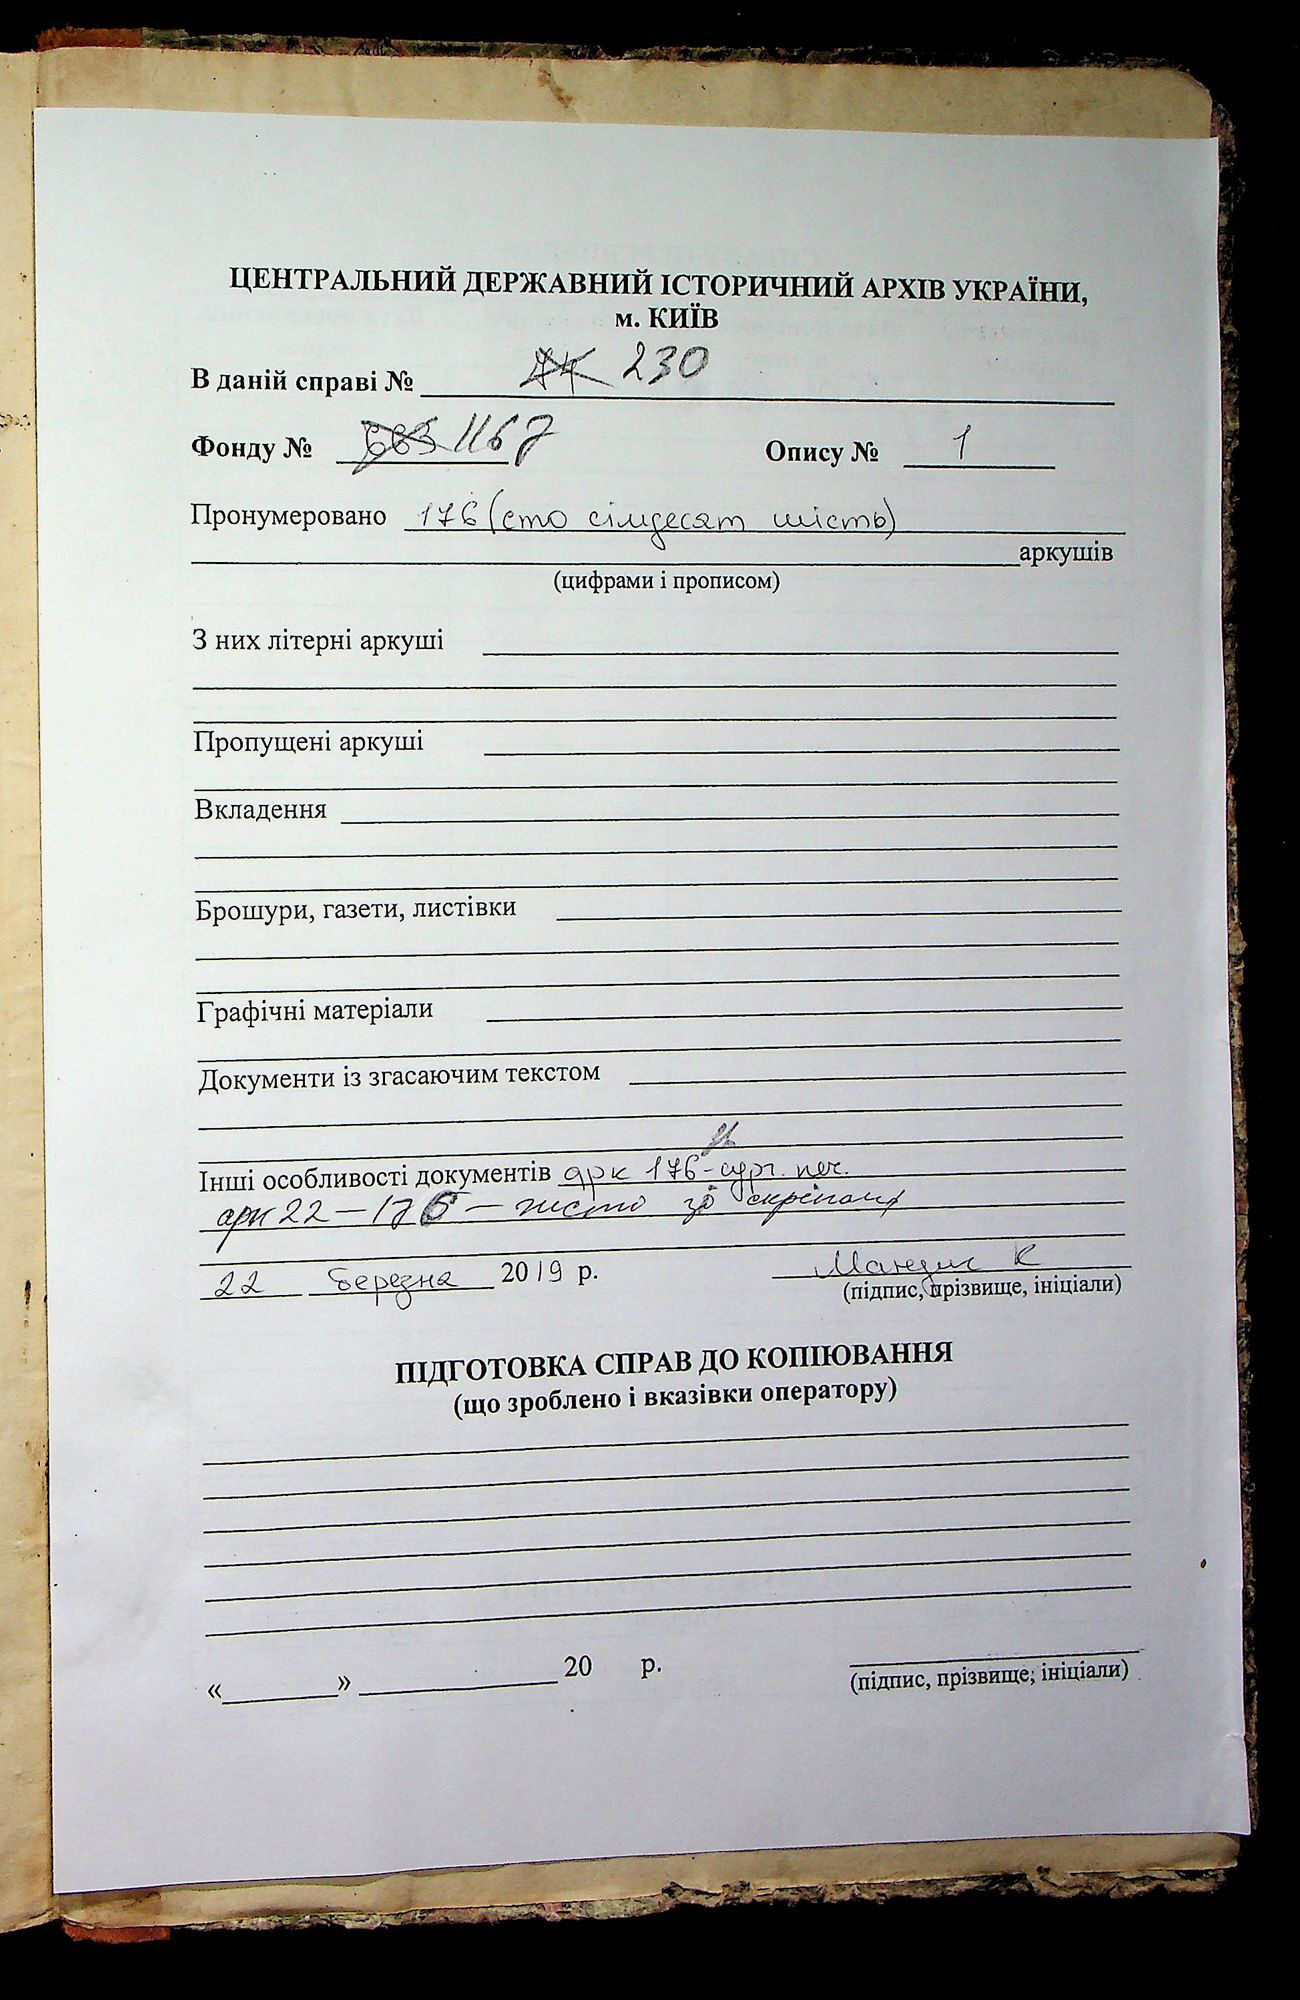 ЦЕНТРАЛЬНИЙ ДЕРЖАВНИЙ ІСТОРИЧНИЙ АРХІВ УКРАЇНИ,
м. КИЇВ
В даній справі № 230
Фонду № 683 1167 Опису № 1
Пронумеровано 176 (сто сімдесят шість)
аркушів
(цифрами і прописом)
З них літерні аркуші
Пропущені аркуші
Вкладення
Брошури, газети, листівки
Графічні матеріали
Документи із згасаючим текстом
Інші особливості документів арк 176 - сург. печ.
арк 22 – 176 – чисто зі скріпами
22 березня 2019 р.
(підпис, прізвище, ініціали)
ПІДГОТОВКА СПРАВ ДО КОПІЮВАННЯ
(що зроблено і вказівки оператору)
« » 20 р.
(підпис, прізвище, ініціали)